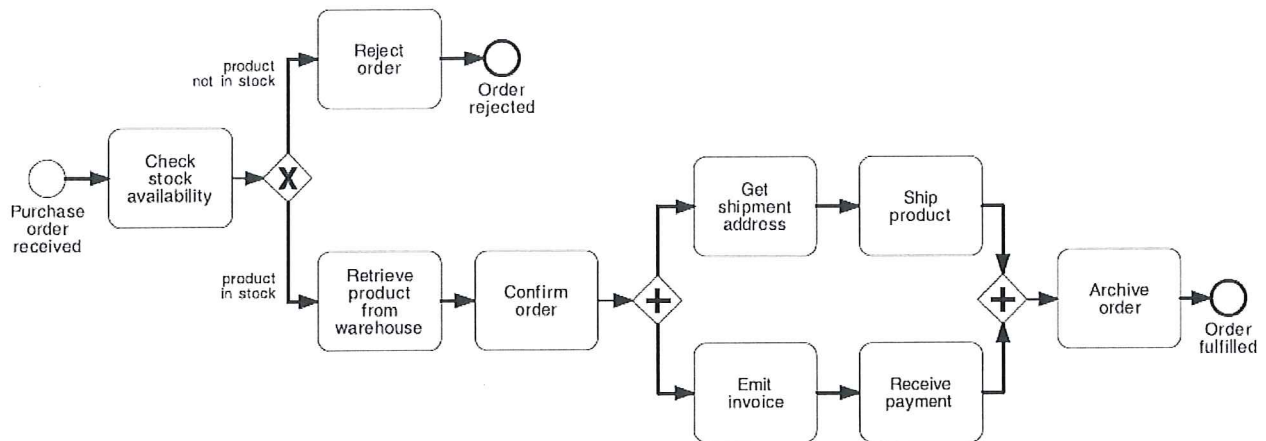 Purchase
order
received
Check
stock
availability
X
product
not in stock
Reject
order
Order
rejected
product
in stock
Retrieve
product
from
warehouse
Confirm
order
+
Get
shipment
address
Ship
product
Emit
invoice
Receive
payment
+
Archive
order
Order
fulfilled